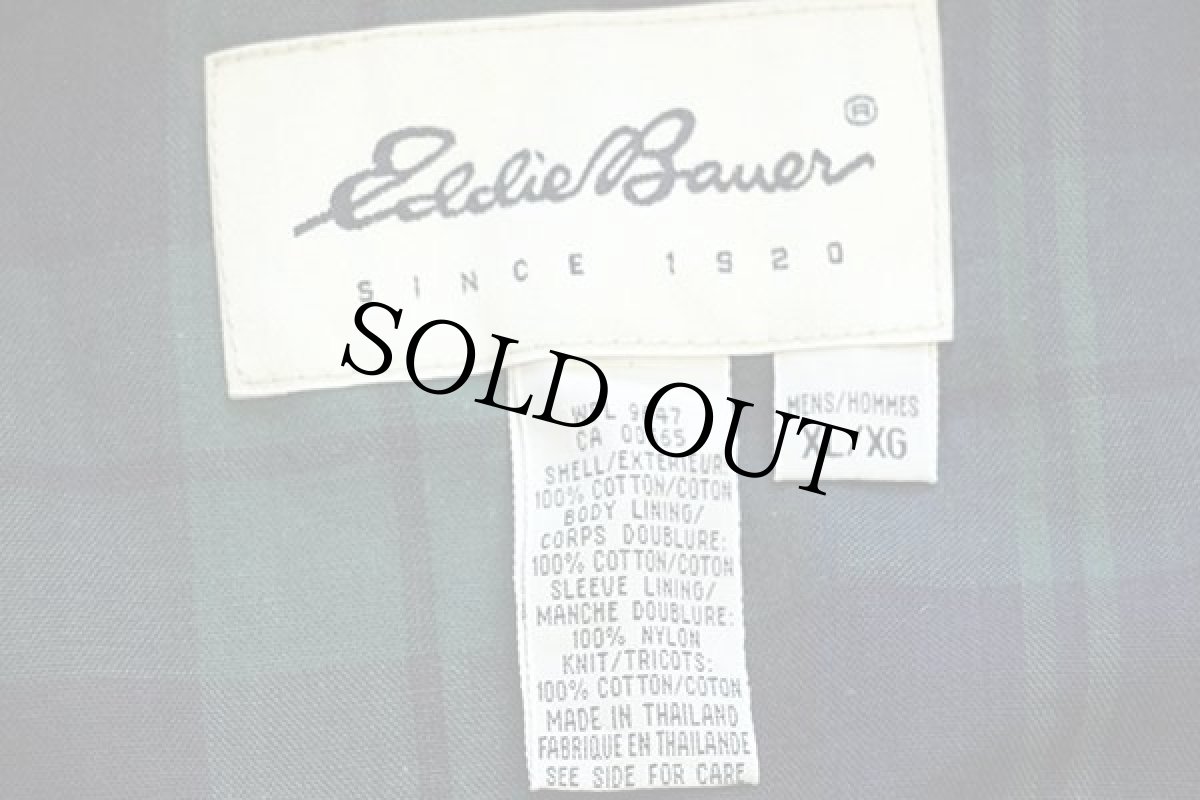 Eddie Bauer ®
SINCE 1920
SOLD OUT
MENS/HOMMES
XL/XG
WPL
CA
SHELL/EXTERIEUR
100% COTTON/COTON
BODY LINING/
CORPS DOUBLURE:
100% COTTON/COTON
SLEEVE LINING/
MANCHE DOUBLURE:
100% NYLON
KNIT/TRICOTS:
100% COTTON/COTON
MADE IN THAILAND
FABRIQUE EN THAILANDE
SEE SIDE FOR CARE